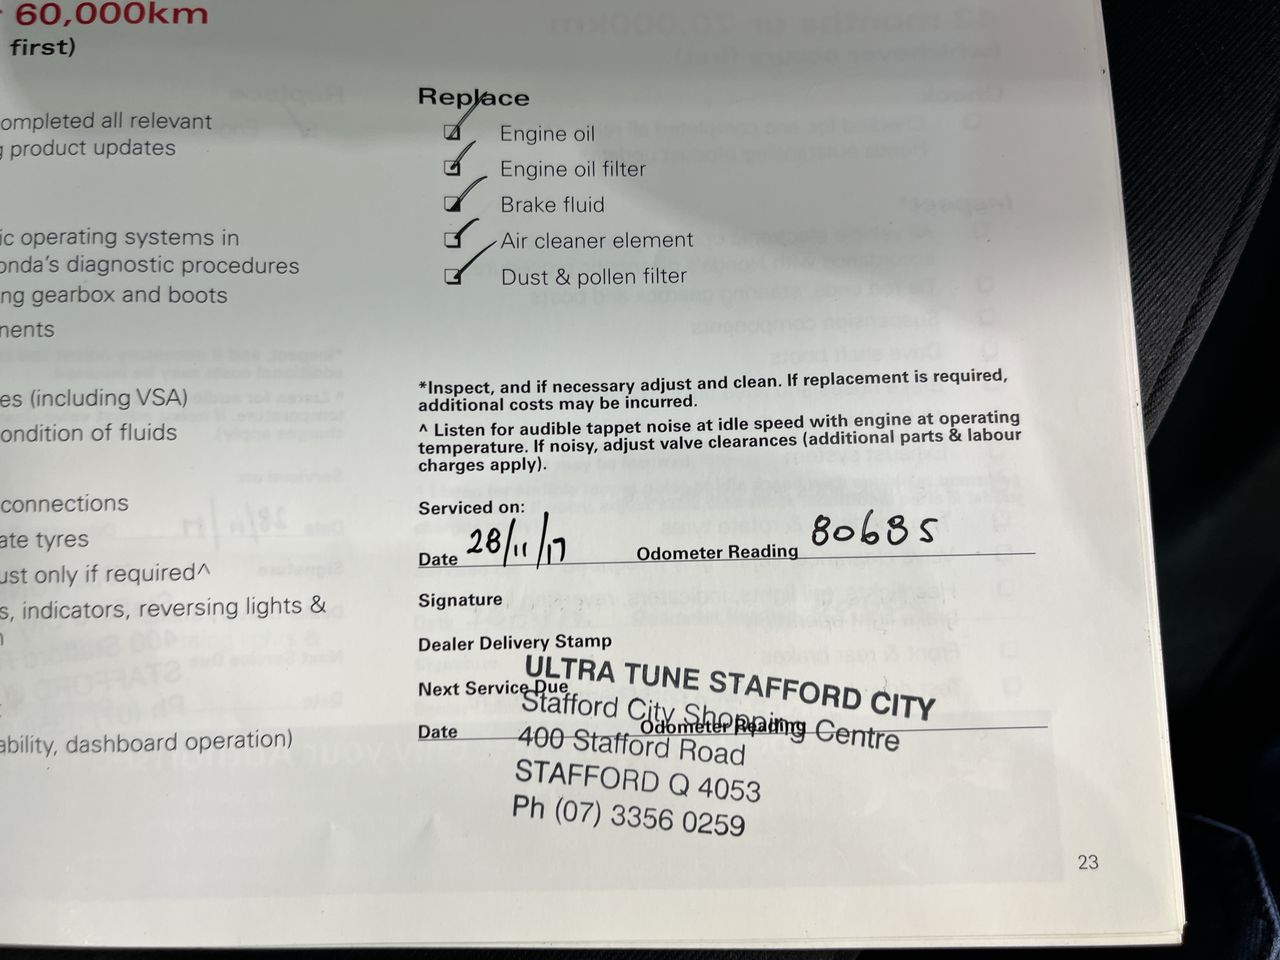 60,000km
first)
ompleted all relevant
product updates
ic operating systems in
onda's diagnostic procedures
ng gearbox and boots
nents
es (including VSA)
ondition of fluids
connections
ate tyres
ust only if required^
s, indicators, reversing lights &
ability, dashboard operation)
Replace
Engine oil
Engine oil filter
Brake fluid
Air cleaner element
Dust & pollen filter
*Inspect, and if necessary adjust and clean. If replacement is required,
additional costs may be incurred.
^ Listen for audible tappet noise at idle speed with engine at operating
temperature. If noisy, adjust valve clearances (additional parts & labour
charges apply).
Serviced on:
Date 28/11/17 Odometer Reading 80685
Signature
Dealer Delivery Stamp
ULTRA TUNE STAFFORD CITY
Next Service Due
Stafford City Shopping Centre
Date Odometer Reading
400 Stafford Road
STAFFORD Q 4053
Ph (07) 3356 0259
23